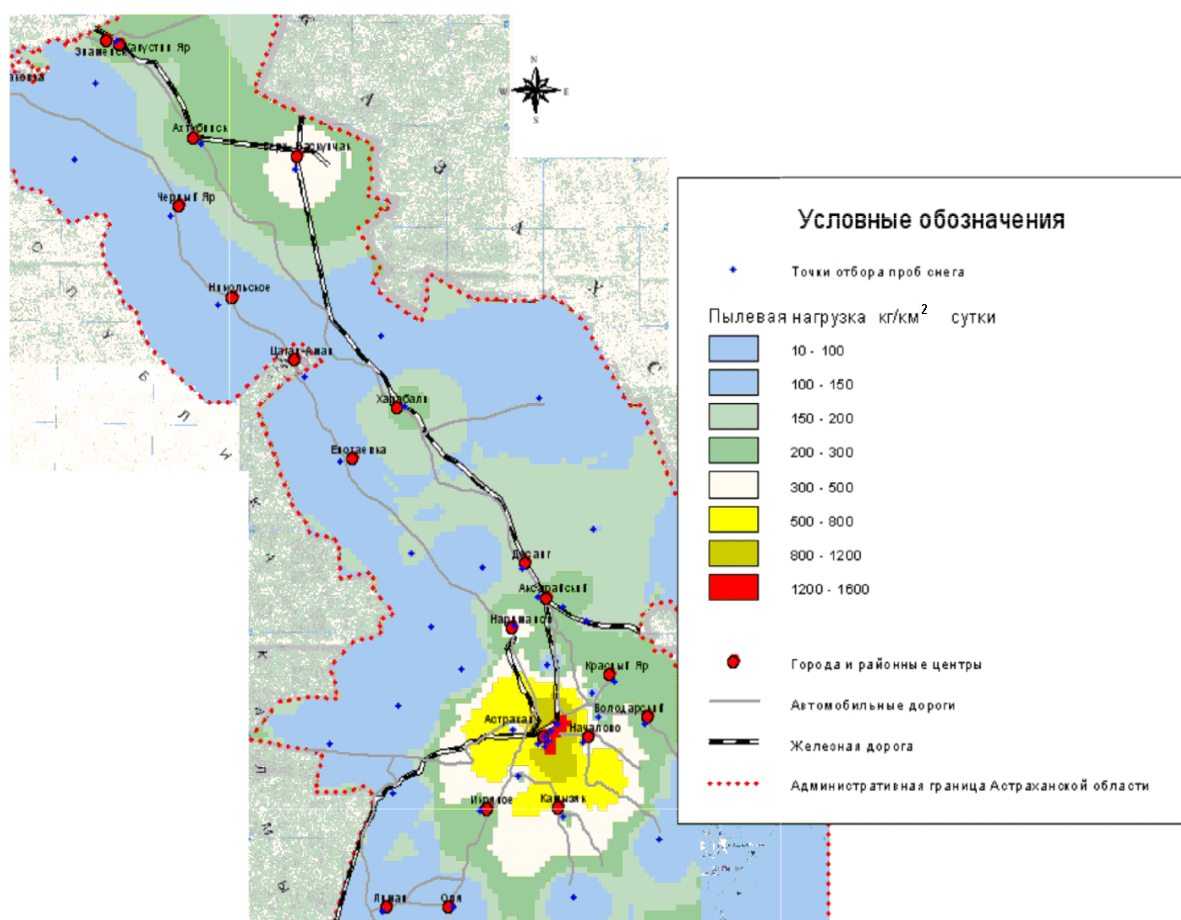 Знаменск
Капустин Яр
N
W
E
S
Ахтубинск
Черный Яр
Никольское
Цаган-Аман
Харабали
Енотаевка
Досанг
Аксарайский
Нариманов
Красный Яр
Володарский
Астрахань
Началово
Икряное
Камызяк
Лиман
Оля
Условные обозначения
Точки отбора проб снега
Пылевая нагрузка кг/км² сутки
10 - 100
100 - 150
150 - 200
200 - 300
300 - 500
500 - 800
800 - 1200
1200 - 1600
Города и районные центры
Автомобильные дороги
Железная дорога
Административная граница Астраханской области